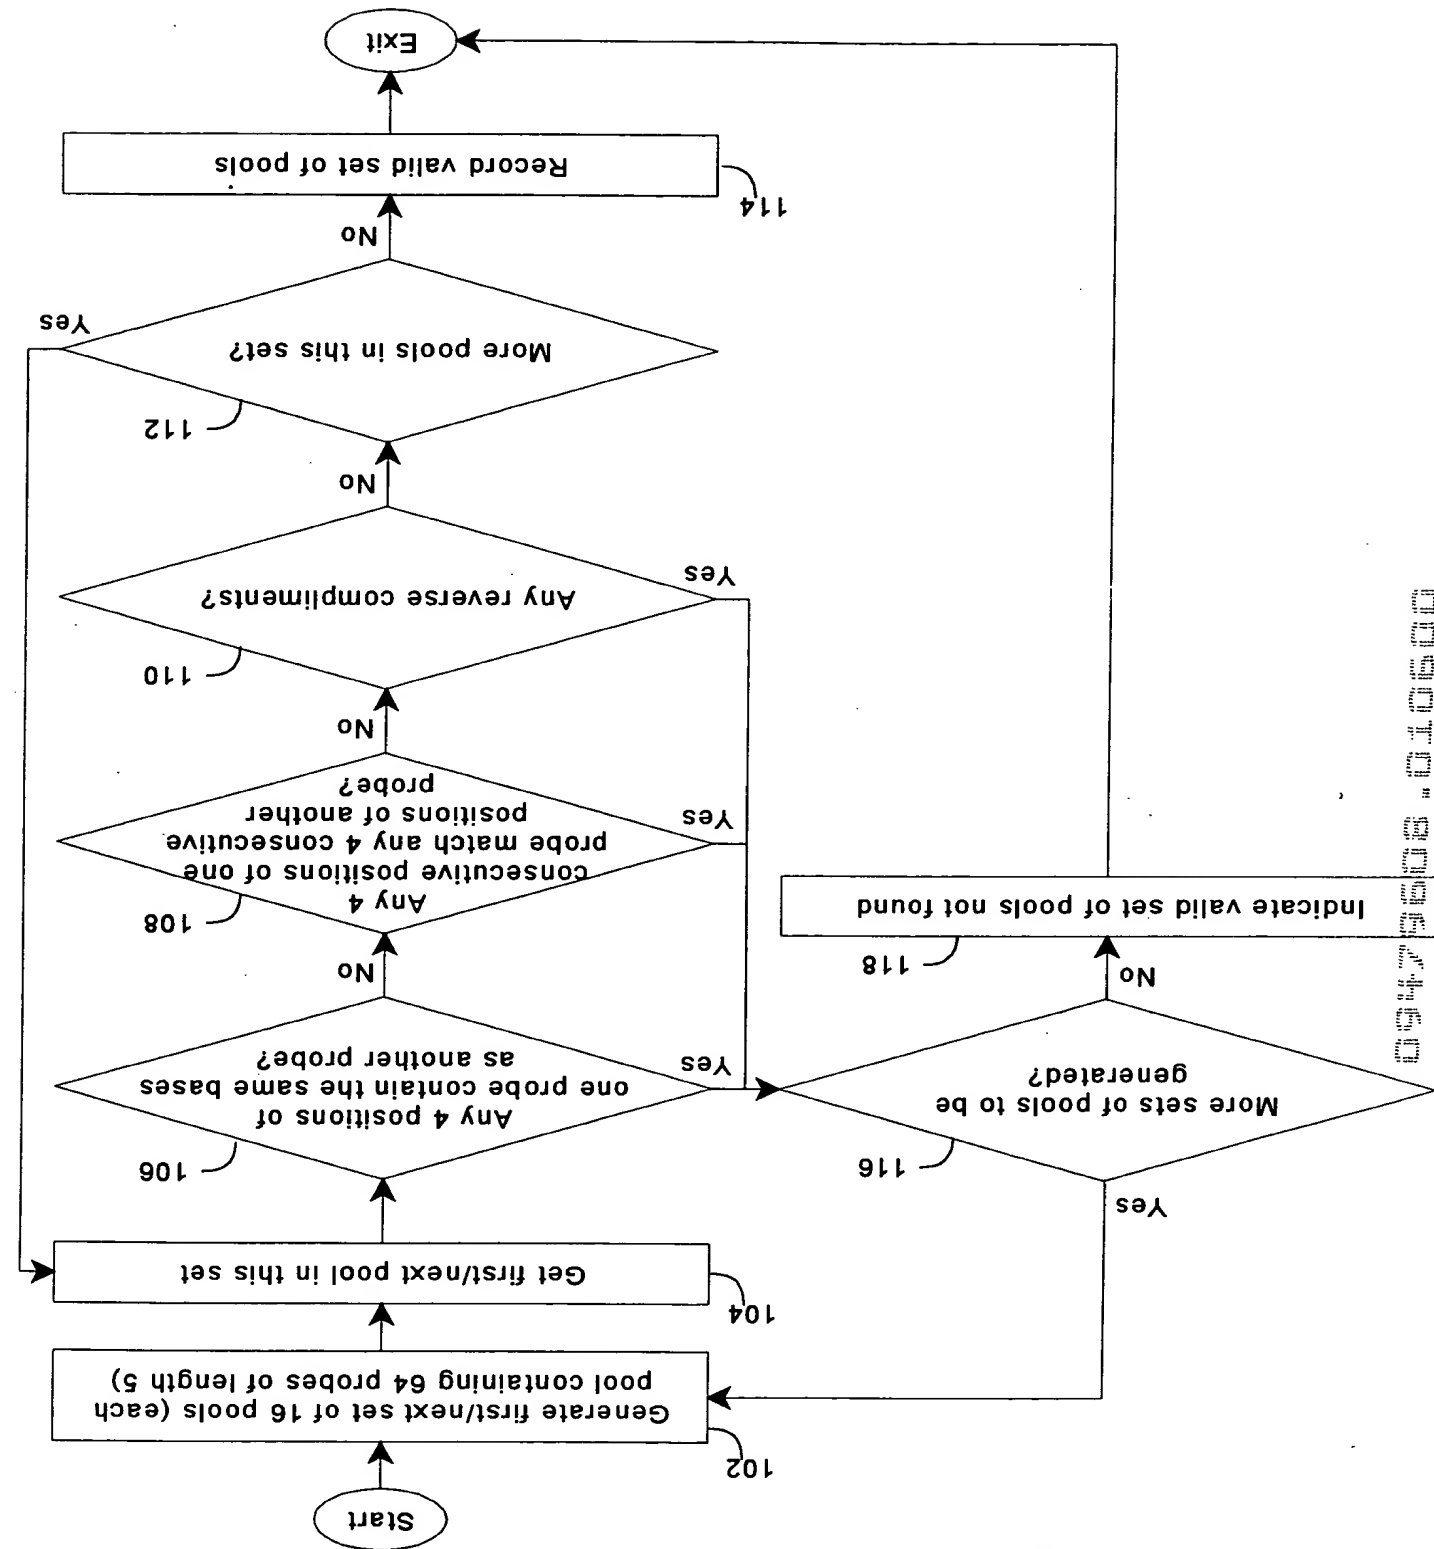 Start
102
Generate first/next set of 16 pools (each
pool containing 64 probes of length 5)
104
Get first/next pool in this set
106
Any 4 positions of
one probe contain the same bases
as another probe?
Yes
No
108
Any 4
consecutive positions of one
probe match any 4 consecutive
positions of another
probe?
Yes
No
110
Any reverse compliments?
Yes
No
112
More pools in this set?
Yes
No
114
Record valid set of pools
Exit
Yes
116
More sets of pools to be
generated?
No
118
Indicate valid set of pools not found
09479608.010600